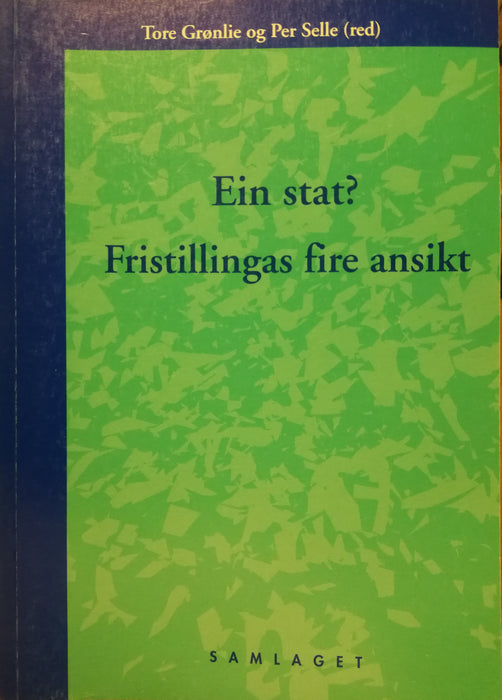 Tore Grønlie og Per Selle (red)
Ein stat?
Fristillingas fire ansikt
SAMLAGET